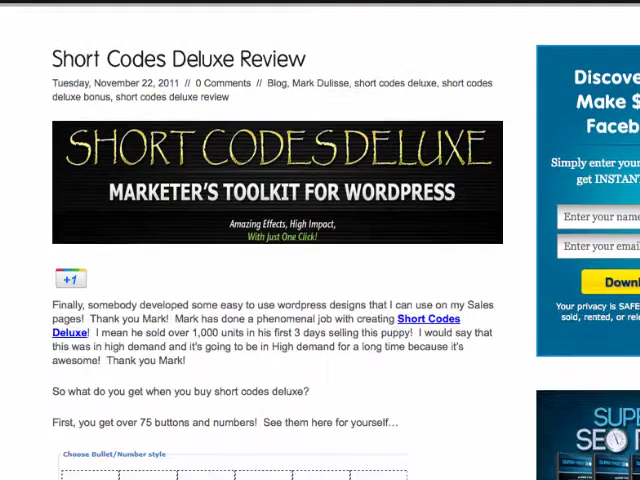 Short Codes Deluxe Review
Tuesday, November 22, 2011 // 0 Comments // Blog, Mark Dulisse, short codes deluxe, short codes
deluxe bonus, short codes deluxe review
SHORT CODES DELUXE
MARKETER'S TOOLKIT FOR WORDPRESS
Amazing Effects, High Impact,
With Just One Click!
+1
Finally, somebody developed some easy to use wordpress designs that I can use on my Sales
pages! Thank you Mark! Mark has done a phenomenal job with creating Short Codes
Deluxe! I mean he sold over 1,000 units in his first 3 days selling this puppy! I would say that
this was in high demand and it's going to be in High demand for a long time because it's
awesome! Thank you Mark!
So what do you get when you buy short codes deluxe?
First, you get over 75 buttons and numbers! See them here for yourself...
Choose Bullet/Number style
Discove
Make $
Faceb
Simply enter your
get INSTAN
Enter your name
Enter your email
Downl
Your privacy is SAFE
sold, rented, or rele
SUPE
SEO